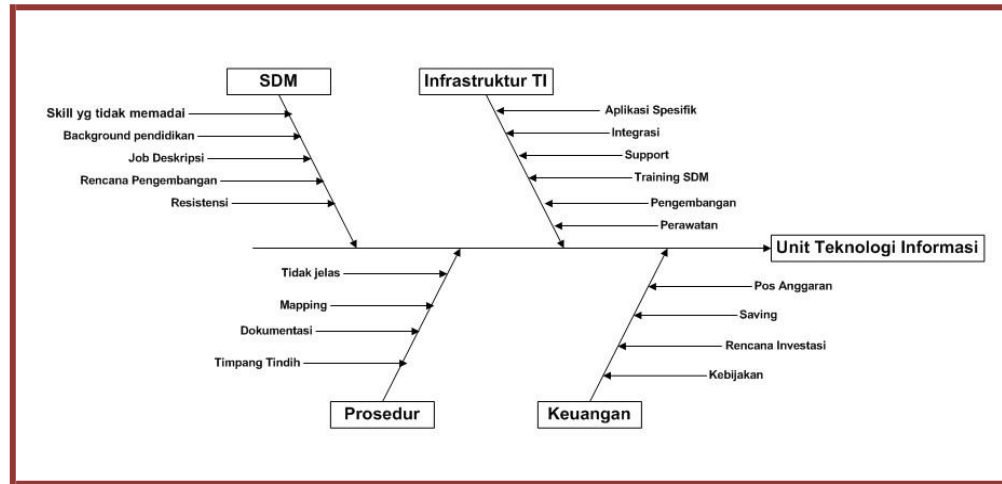 SDM
Infrastruktur TI
Skill yg tidak memadai
Background pendidikan
Job Deskripsi
Rencana Pengembangan
Resistensi
Aplikasi Spesifik
Integrasi
Support
Training SDM
Pengembangan
Perawatan
Unit Teknologi Informasi
Tidak jelas
Mapping
Dokumentasi
Timpang Tindih
Pos Anggaran
Saving
Rencana Investasi
Kebijakan
Prosedur
Keuangan